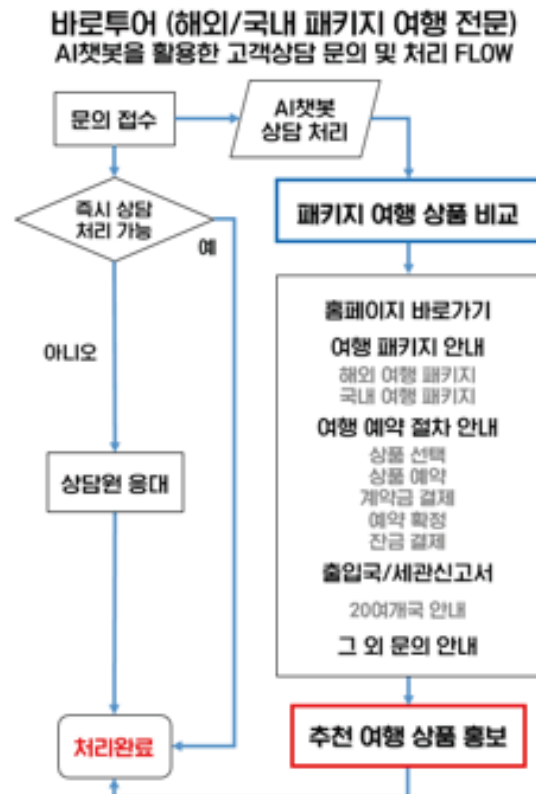 바로투어 (해외/국내 패키지 여행 전문)
AI챗봇을 활용한 고객상담 문의 및 처리 FLOW
문의 접수
AI챗봇
상담 처리
즉시 상담
처리 가능
예
아니오
상담원 응대
처리완료
패키지 여행 상품 비교
홈페이지 바로가기
여행 패키지 안내
해외 여행 패키지
국내 여행 패키지
여행 예약 절차 안내
상품 선택
상품 예약
계약금 결제
예약 확정
잔금 결제
출입국/세관신고서
20여개국 안내
그 외 문의 안내
추천 여행 상품 홍보